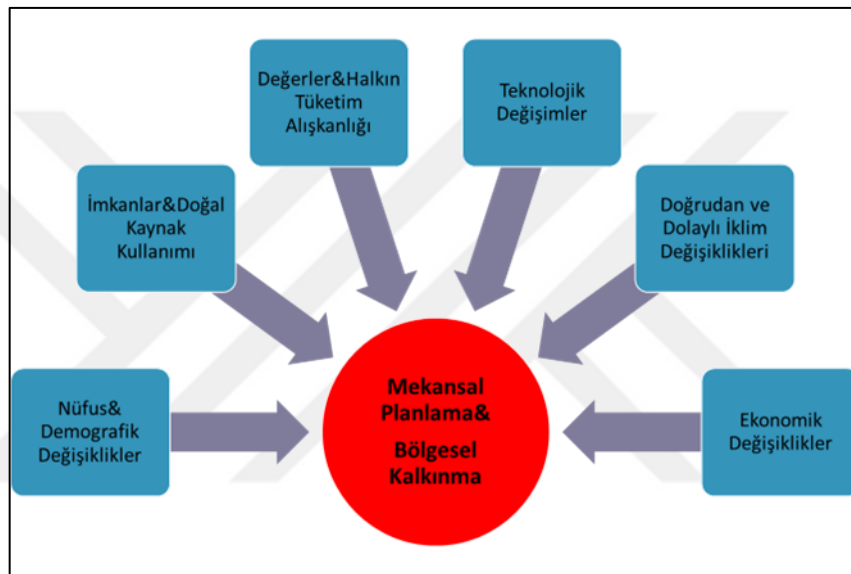 Değerler&Halkın
Tüketim
Alışkanlığı
Teknolojik
Değişimler
İmkanlar&Doğal
Kaynak
Kullanımı
Doğrudan ve
Dolaylı İklim
Değişiklikleri
Nüfus&
Demografik
Değişiklikler
Mekansal
Planlama&
Bölgesel
Kalkınma
Ekonomik
Değişiklikler